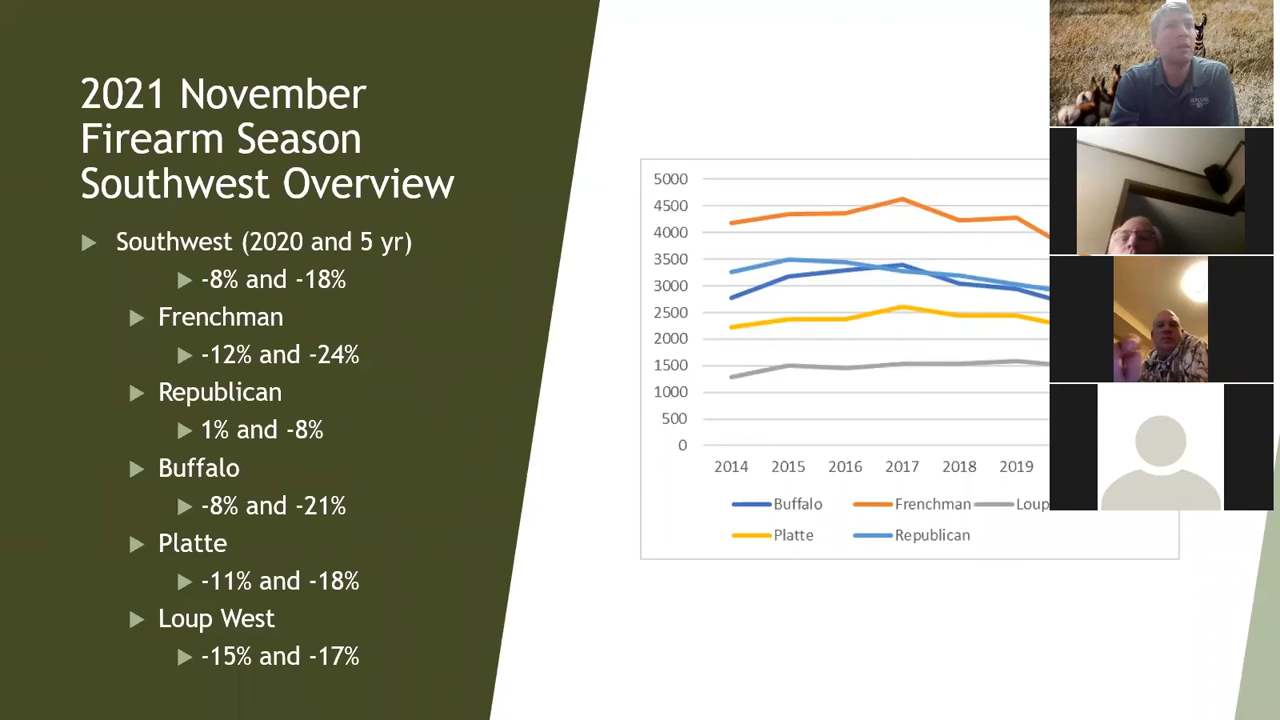 2021 November
Firearm Season
Southwest Overview
Southwest (2020 and 5 yr)
-8% and -18%
Frenchman
-12% and -24%
Republican
1% and -8%
Buffalo
-8% and -21%
Platte
-11% and -18%
Loup West
-15% and -17%
5000
4500
4000
3500
3000
2500
2000
1500
1000
500
0
2014 2015 2016 2017 2018 2019
Buffalo Frenchman Loup
Platte Republican